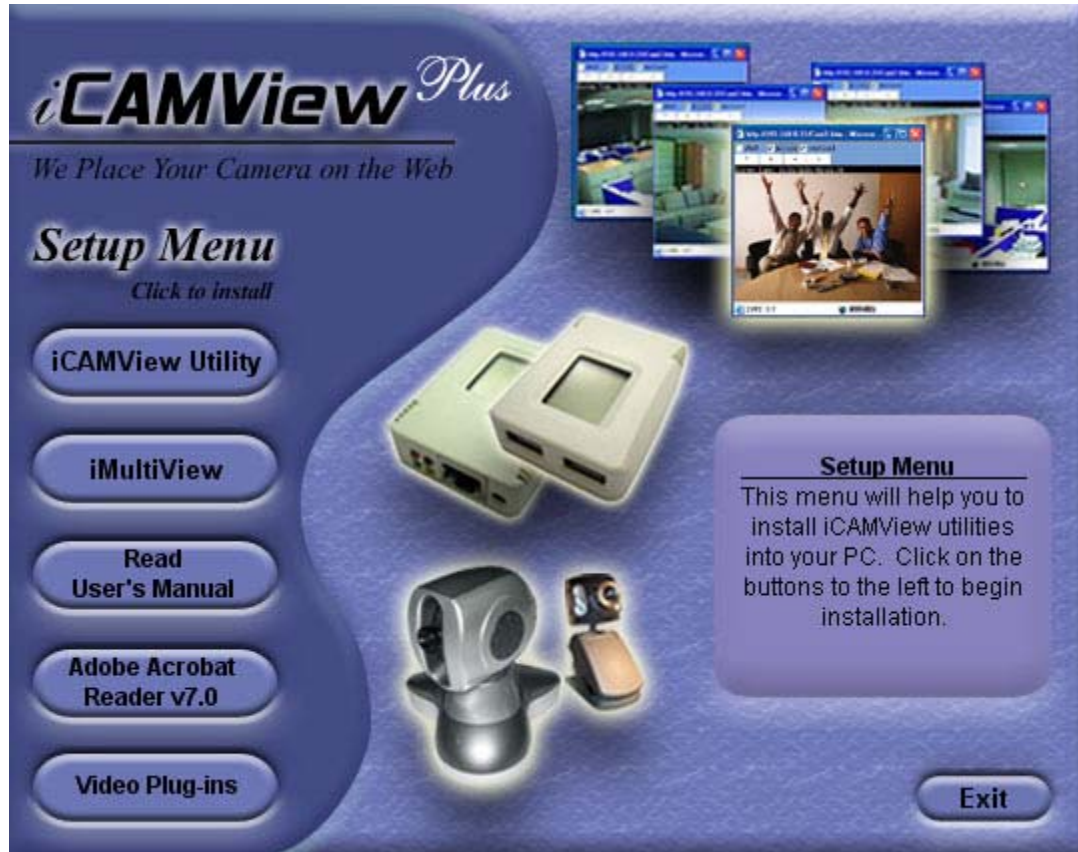 iCAMView Plus
We Place Your Camera on the Web
Setup Menu
Click to install
iCAMView Utility
iMultiView
Read
User's Manual
Adobe Acrobat
Reader v7.0
Video Plug-ins
Setup Menu
This menu will help you to
install iCAMView utilities
into your PC. Click on the
buttons to the left to begin
installation.
Exit